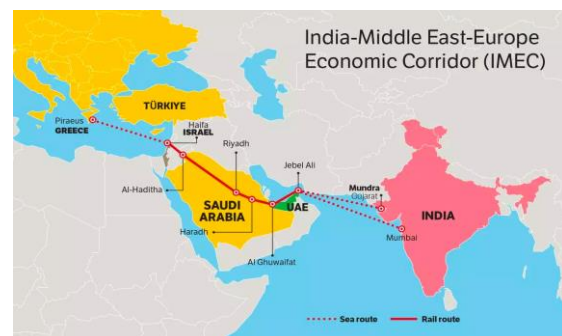 India-Middle East-Europe
Economic Corridor (IMEC)
TÜRKIYE
Piraeus
GREECE
Haifa
ISRAEL
Riyadh
Jebel Ali
Al-Haditha
Mundra
Gujarat
SAUDI
ARABIA
UAE
INDIA
Haradh
Mumbai
Al Ghuwaifat
Sea route
Rail route